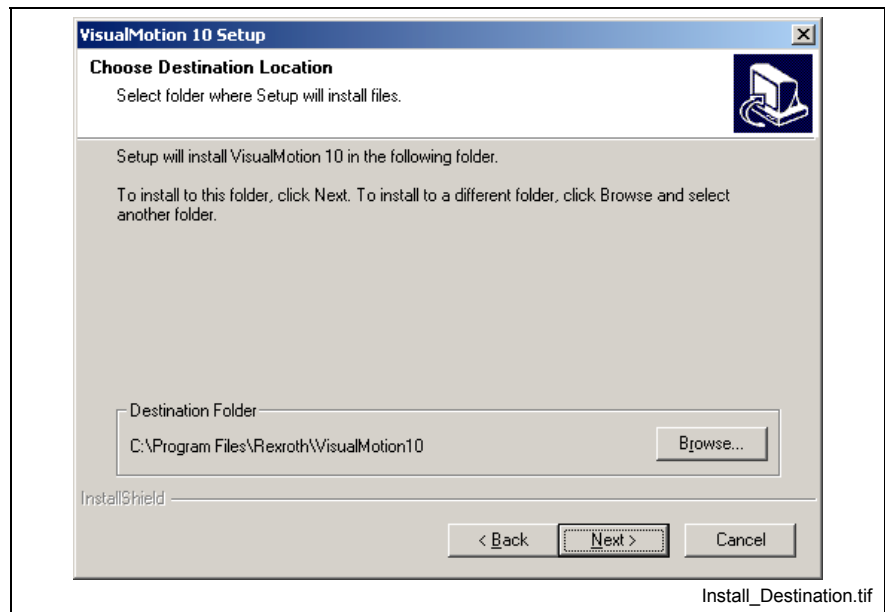 VisualMotion 10 Setup
Choose Destination Location
Select folder where Setup will install files.
Setup will install VisualMotion 10 in the following folder.
To install to this folder, click Next. To install to a different folder, click Browse and select
another folder.
Destination Folder
C:\Program Files\Rexroth\VisualMotion10
Browse...
InstallShield
< Back
Next >
Cancel
Install_Destination.tif